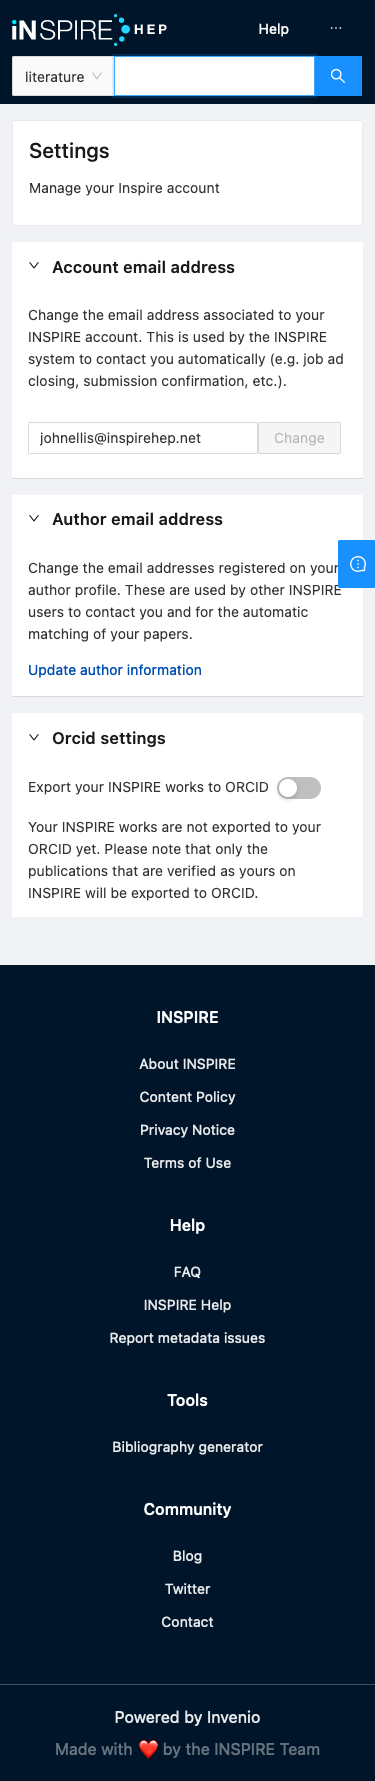 iNSPIRE HEP
Help
···
literature
Settings
Manage your Inspire account
Account email address
Change the email address associated to your
INSPIRE account. This is used by the INSPIRE
system to contact you automatically (e.g. job ad
closing, submission confirmation, etc.).
johnellis@inspirehep.net
Change
Author email address
Change the email addresses registered on your
author profile. These are used by other INSPIRE
users to contact you and for the automatic
matching of your papers.
Update author information
Orcid settings
Export your INSPIRE works to ORCID
Your INSPIRE works are not exported to your
ORCID yet. Please note that only the
publications that are verified as yours on
INSPIRE will be exported to ORCID.
INSPIRE
About INSPIRE
Content Policy
Privacy Notice
Terms of Use
Help
FAQ
INSPIRE Help
Report metadata issues
Tools
Bibliography generator
Community
Blog
Twitter
Contact
Powered by Invenio
Made with ❤️ by the INSPIRE Team